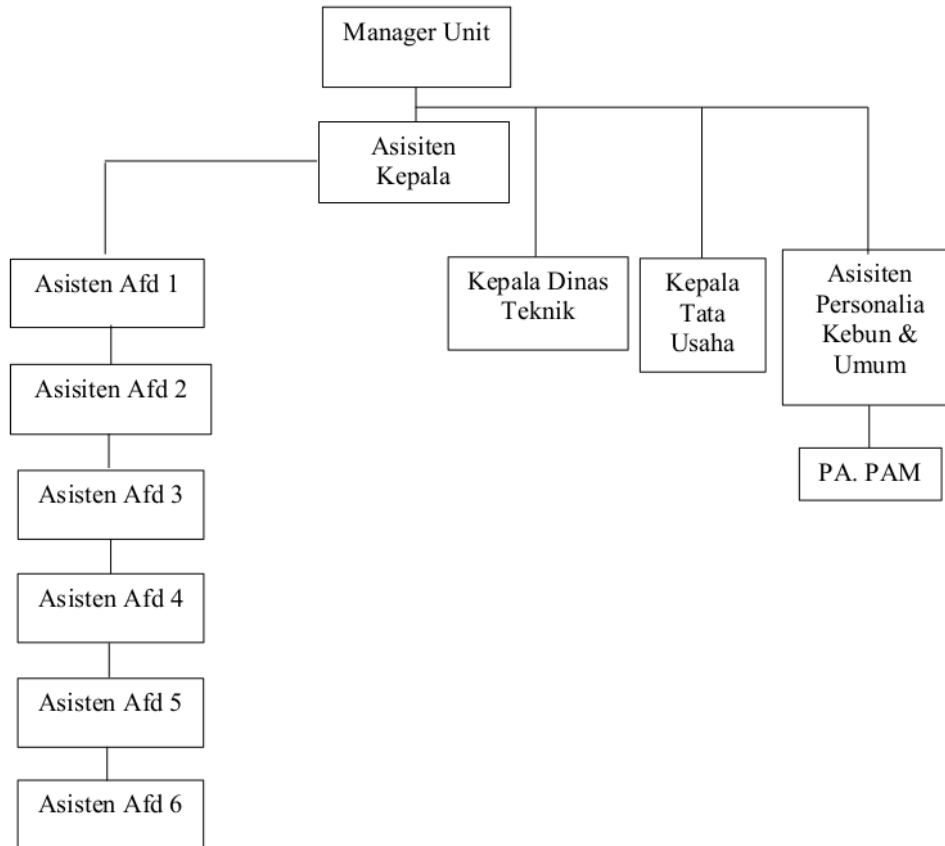 Manager Unit
Asisiten
Kepala
Asisten Afd 1
Kepala Dinas
Teknik
Kepala
Tata
Usaha
Asisiten
Personalia
Kebun &
Umum
Asisiten Afd 2
PA. PAM
Asisten Afd 3
Asisten Afd 4
Asisten Afd 5
Asisten Afd 6